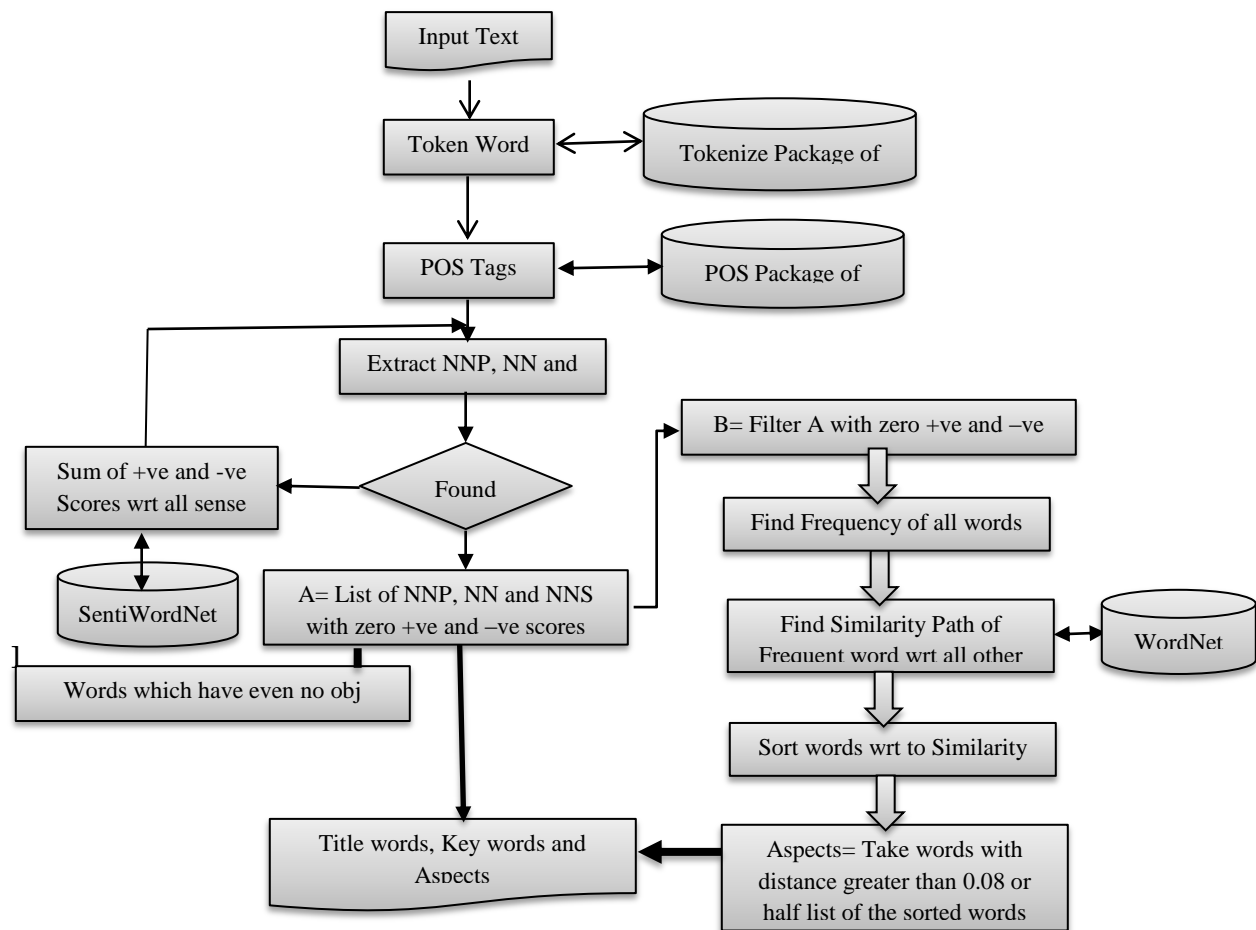 Input Text
Token Word
Tokenize Package of
POS Tags
POS Package of
Extract NNP, NN and
B= Filter A with zero +ve and –ve
Sum of +ve and -ve
Scores wrt all sense
Found
Find Frequency of all words
SentiWordNet
A= List of NNP, NN and NNS
with zero +ve and –ve scores
Find Similarity Path of
Frequent word wrt all other
WordNet
]
Words which have even no obj
Sort words wrt to Similarity
Title words, Key words and
Aspects
Aspects= Take words with
distance greater than 0.08 or
half list of the sorted words